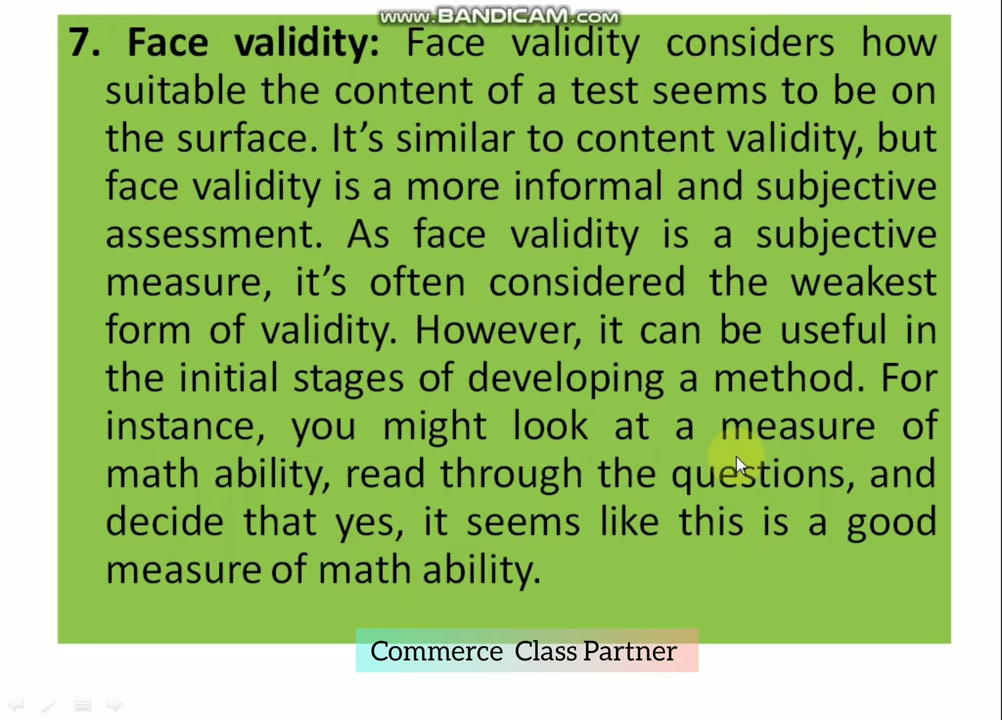 www.BANDICAM.com
7. Face validity: Face validity considers how
suitable the content of a test seems to be on
the surface. It's similar to content validity, but
face validity is a more informal and subjective
assessment. As face validity is a subjective
measure, it's often considered the weakest
form of validity. However, it can be useful in
the initial stages of developing a method. For
instance, you might look at a measure of
math ability, read through the questions, and
decide that yes, it seems like this is a good
measure of math ability.
Commerce Class Partner